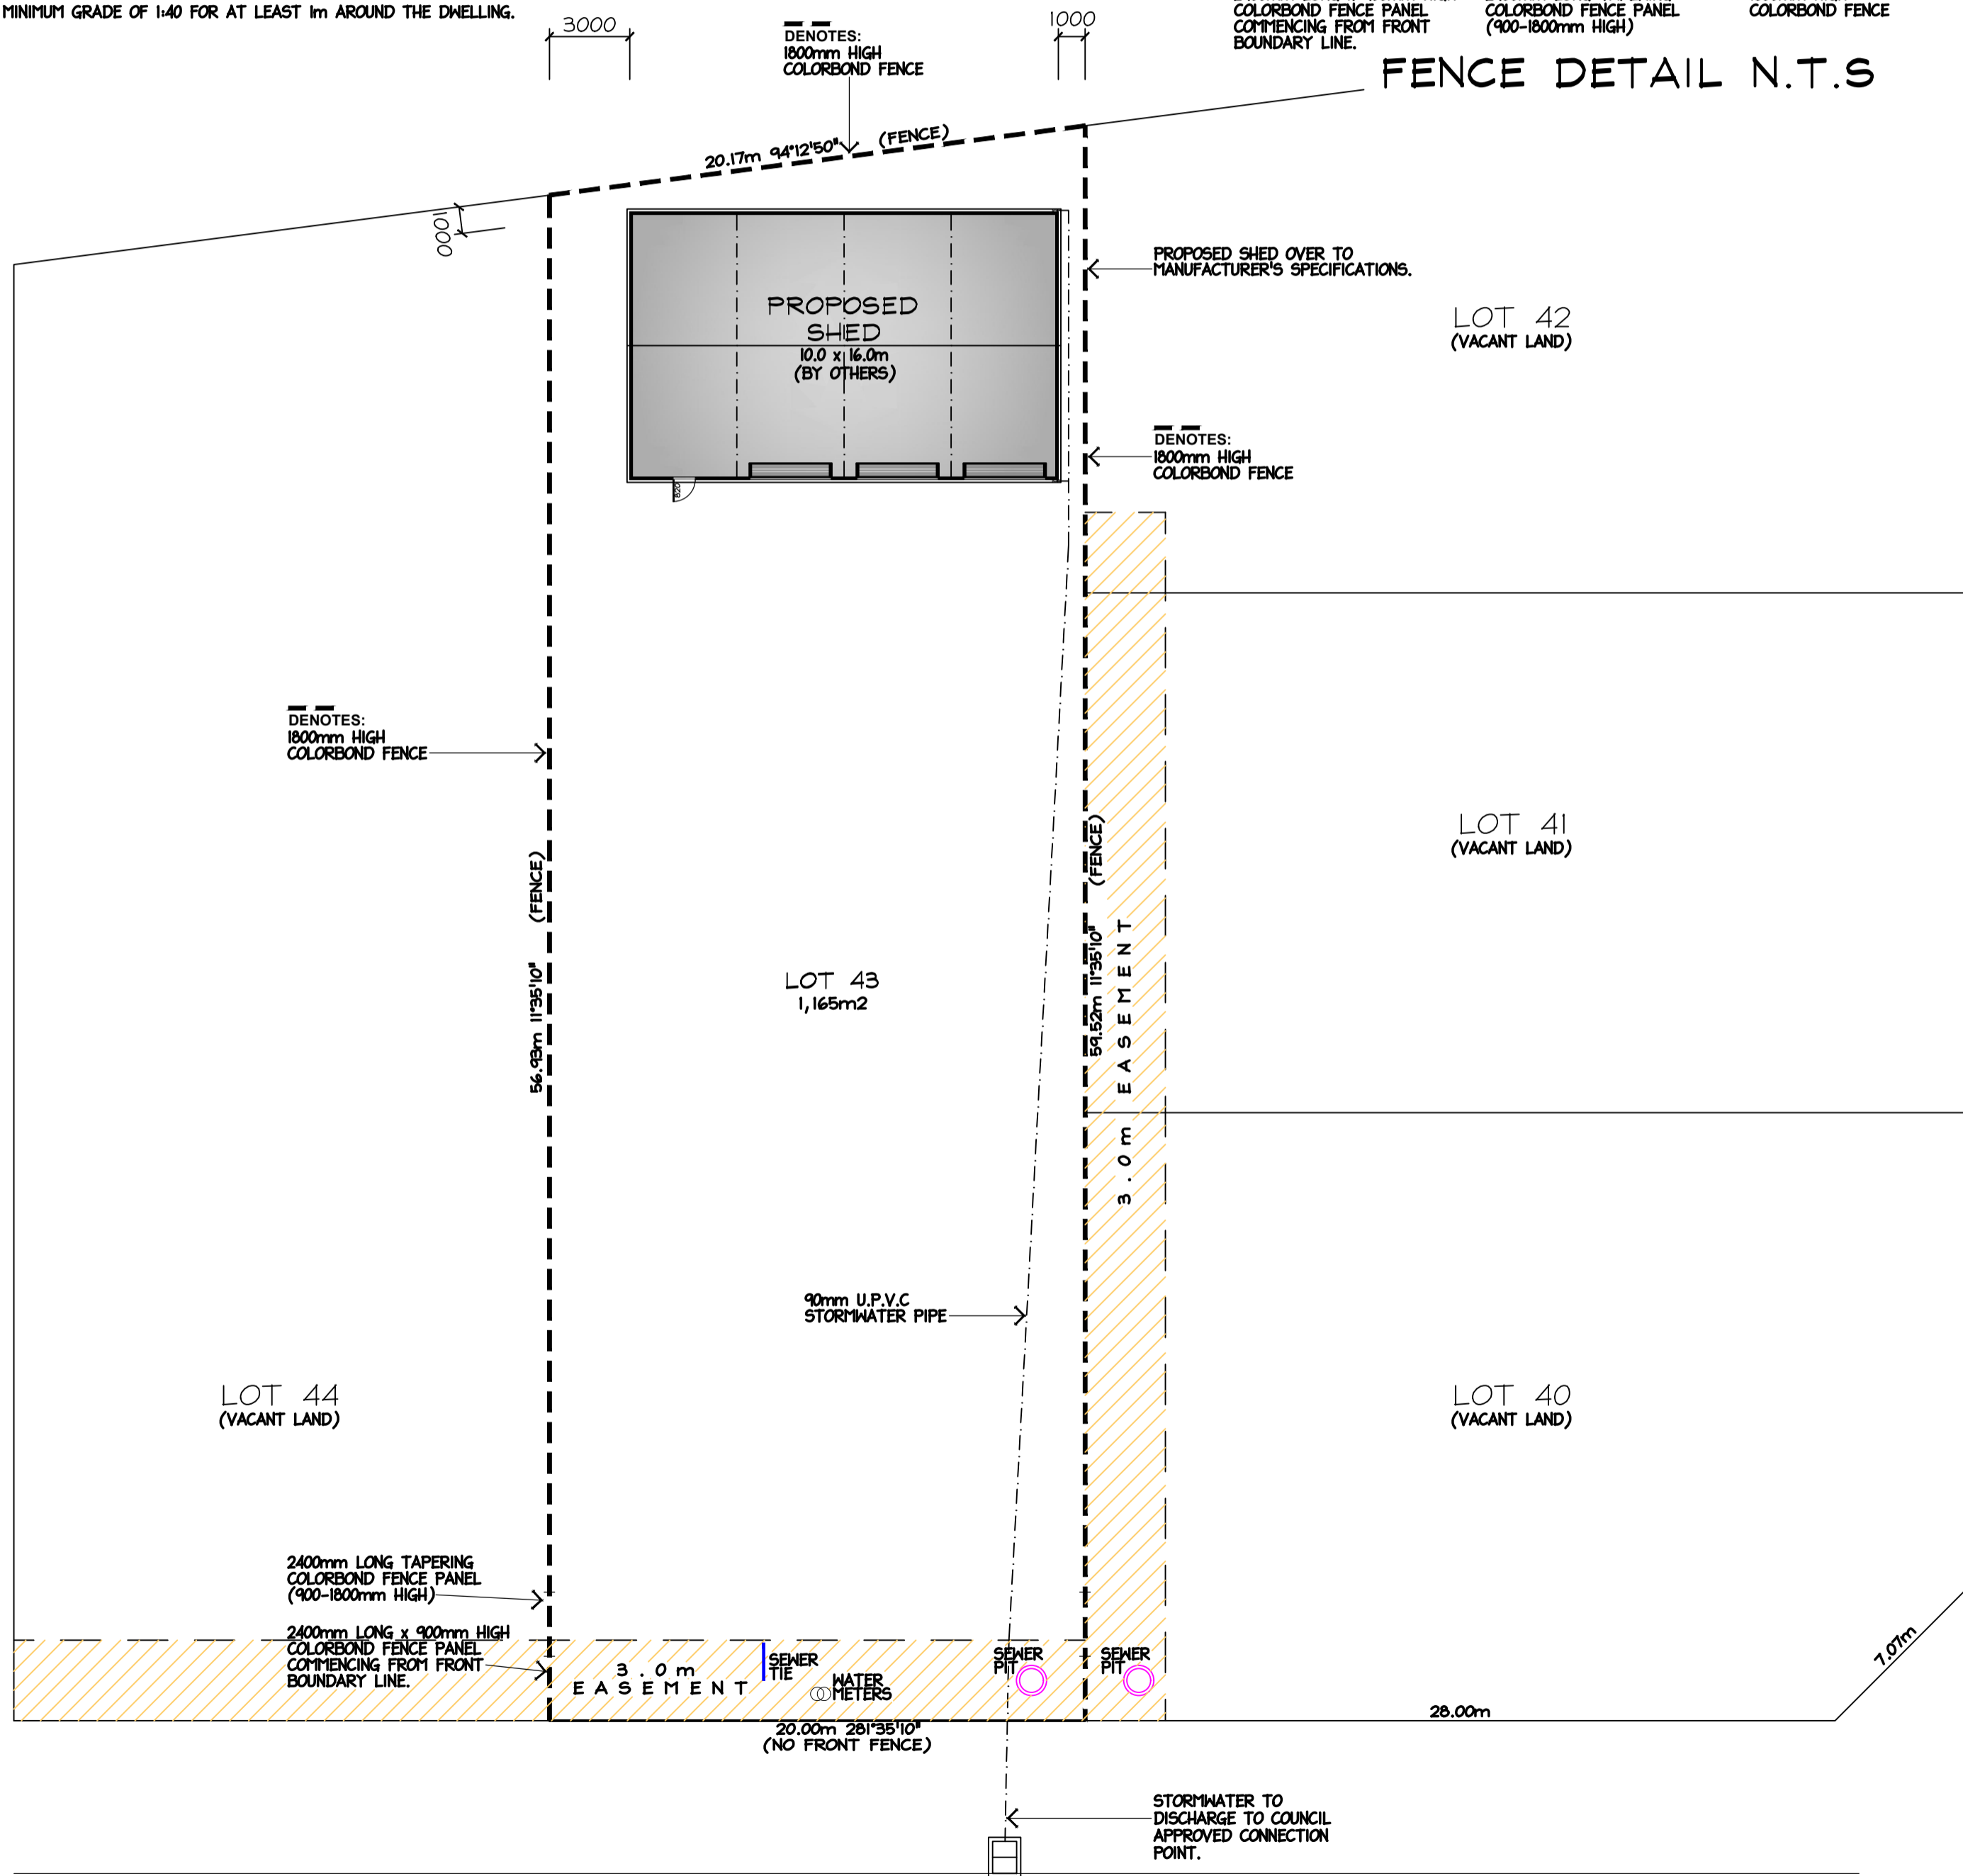 MINIMUM GRADE OF 1:40 FOR AT LEAST 1m AROUND THE DWELLING.
3000
DENOTES:
1800mm HIGH
COLORBOND FENCE
1000
COLORBOND FENCE PANEL
COMMENCING FROM FRONT
BOUNDARY LINE.
COLORBOND FENCE PANEL
(900-1800mm HIGH)
COLORBOND FENCE
FENCE DETAIL N.T.S
20.17m 94°12'50"
(FENCE)
1000
PROPOSED
SHED
10.0 x 16.0m
(BY OTHERS)
820
PROPOSED SHED OVER TO
MANUFACTURER'S SPECIFICATIONS.
LOT 42
(VACANT LAND)
DENOTES:
1800mm HIGH
COLORBOND FENCE
DENOTES:
1800mm HIGH
COLORBOND FENCE
56.93m 11°35'10"
(FENCE)
LOT 43
1,165m2
59.52m 11°35'10"
(FENCE)
3.0m EASEMENT
LOT 41
(VACANT LAND)
90mm U.P.V.C
STORMWATER PIPE
LOT 44
(VACANT LAND)
LOT 40
(VACANT LAND)
2400mm LONG TAPERING
COLORBOND FENCE PANEL
(900-1800mm HIGH)
2400mm LONG x 900mm HIGH
COLORBOND FENCE PANEL
COMMENCING FROM FRONT
BOUNDARY LINE.
3.0m
EASEMENT
SEWER
TIE
WATER
METERS
SEWER
PIT
SEWER
PIT
20.00m 281°35'10"
(NO FRONT FENCE)
28.00m
7.07m
STORMWATER TO
DISCHARGE TO COUNCIL
APPROVED CONNECTION
POINT.